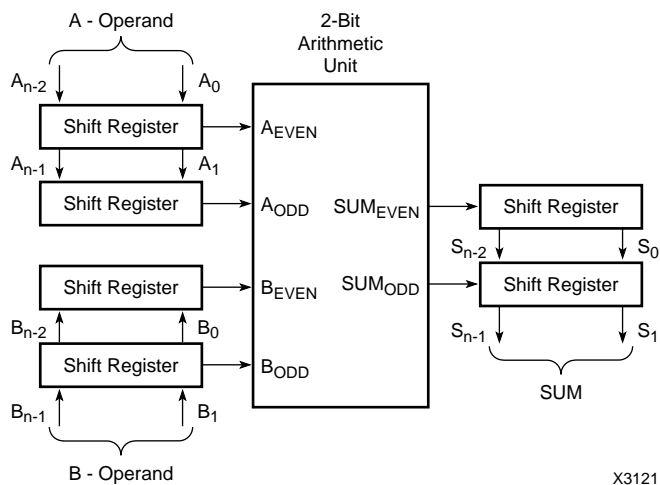 A - Operand
2-Bit
Arithmetic
Unit
An-2 A0
Shift Register
AEVEN
An-1 A1
Shift Register
AODD
SUMEVEN
Shift Register
Sn-2 S0
Shift Register
BEVEN
SUMODD
Shift Register
Bn-2 B0
Shift Register
BODD
Sn-1 S1
Bn-1 B1
SUM
B - Operand
X3121